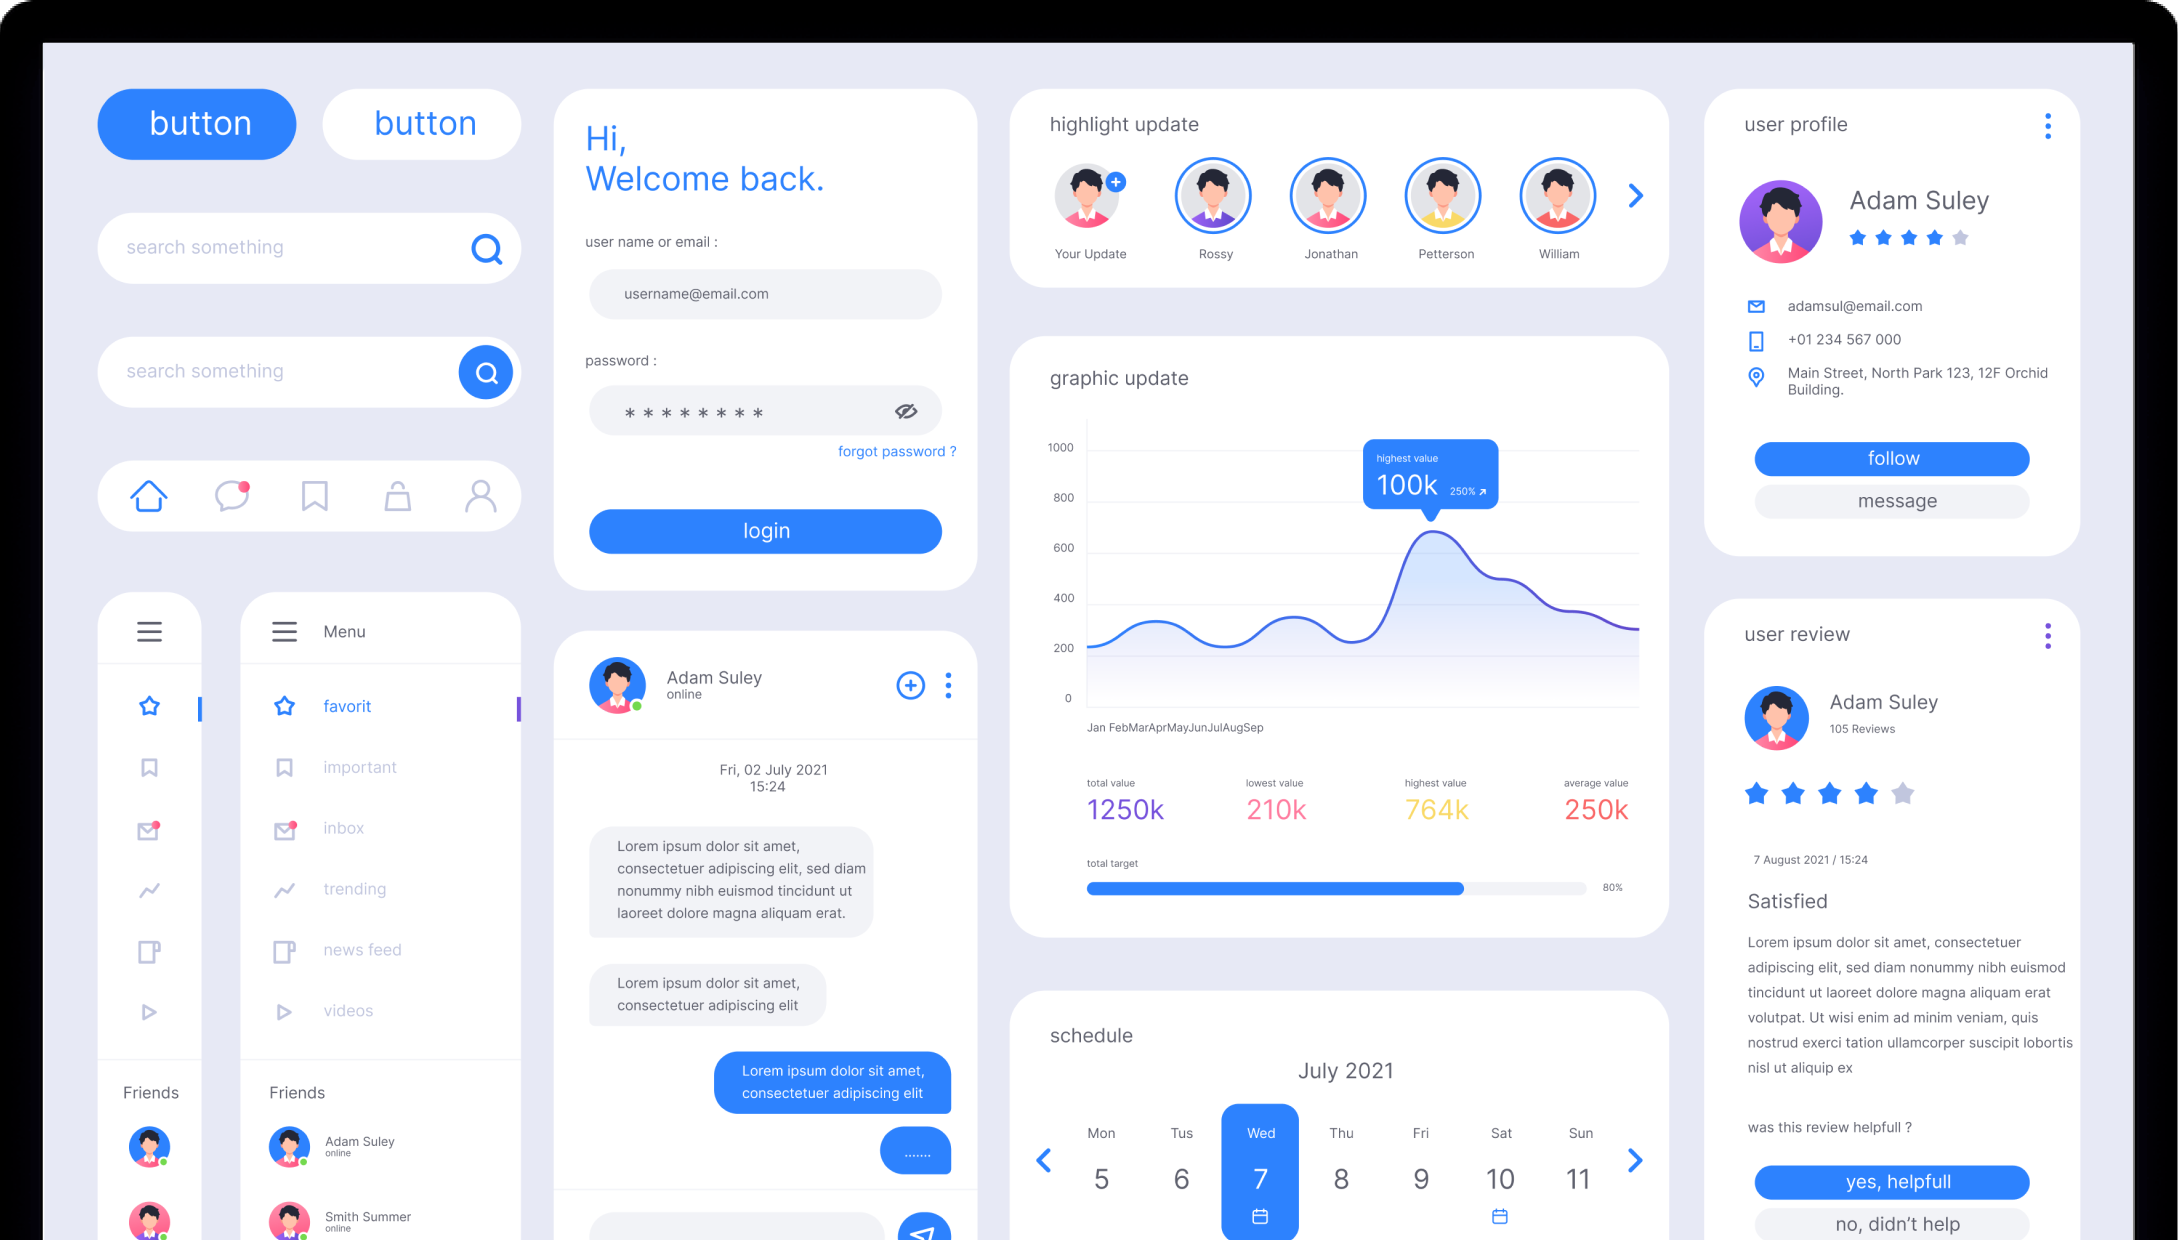 button
button
search something
search something
Menu
favorit
important
inbox
trending
news feed
videos
Friends
Friends
Adam Suley
online
Smith Summer
online
Hi,
Welcome back.
user name or email :
username@email.com
password :
* * * * * * * *
forgot password ?
login
Adam Suley
online
Fri, 02 July 2021
15:24
Lorem ipsum dolor sit amet,
consectetuer adipiscing elit, sed diam
nonummy nibh euismod tincidunt ut
laoreet dolore magna aliquam erat.
Lorem ipsum dolor sit amet,
consectetuer adipiscing elit
Lorem ipsum dolor sit amet,
consectetuer adipiscing elit
.......
highlight update
Your Update
Rossy
Jonathan
Petterson
William
graphic update
1000
800
600
400
200
0
highest value
100k 250%
Jan FebMarAprMayJunJulAugSep
total value
1250k
lowest value
210k
highest value
764k
average value
250k
total target
80%
schedule
July 2021
Mon Tus Wed Thu Fri Sat Sun
5 6 7 8 9 10 11
user profile
Adam Suley
adamsul@email.com
+01 234 567 000
Main Street, North Park 123, 12F Orchid
Building.
follow
message
user review
Adam Suley
105 Reviews
7 August 2021 / 15:24
Satisfied
Lorem ipsum dolor sit amet, consectetuer
adipiscing elit, sed diam nonummy nibh euismod
tincidunt ut laoreet dolore magna aliquam erat
volutpat. Ut wisi enim ad minim veniam, quis
nostrud exerci tation ullamcorper suscipit lobortis
nisl ut aliquip ex
was this review helpfull ?
yes, helpfull
no, didn't help